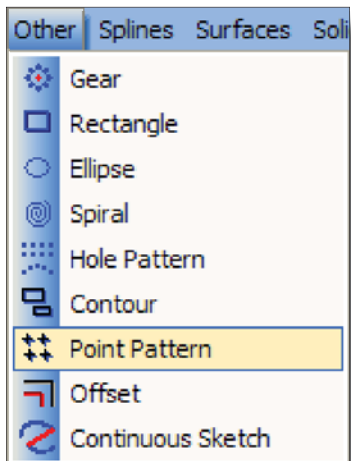 Other Splines Surfaces
Gear
Rectangle
Ellipse
Spiral
Hole Pattern
Contour
Point Pattern
Offset
Continuous Sketch